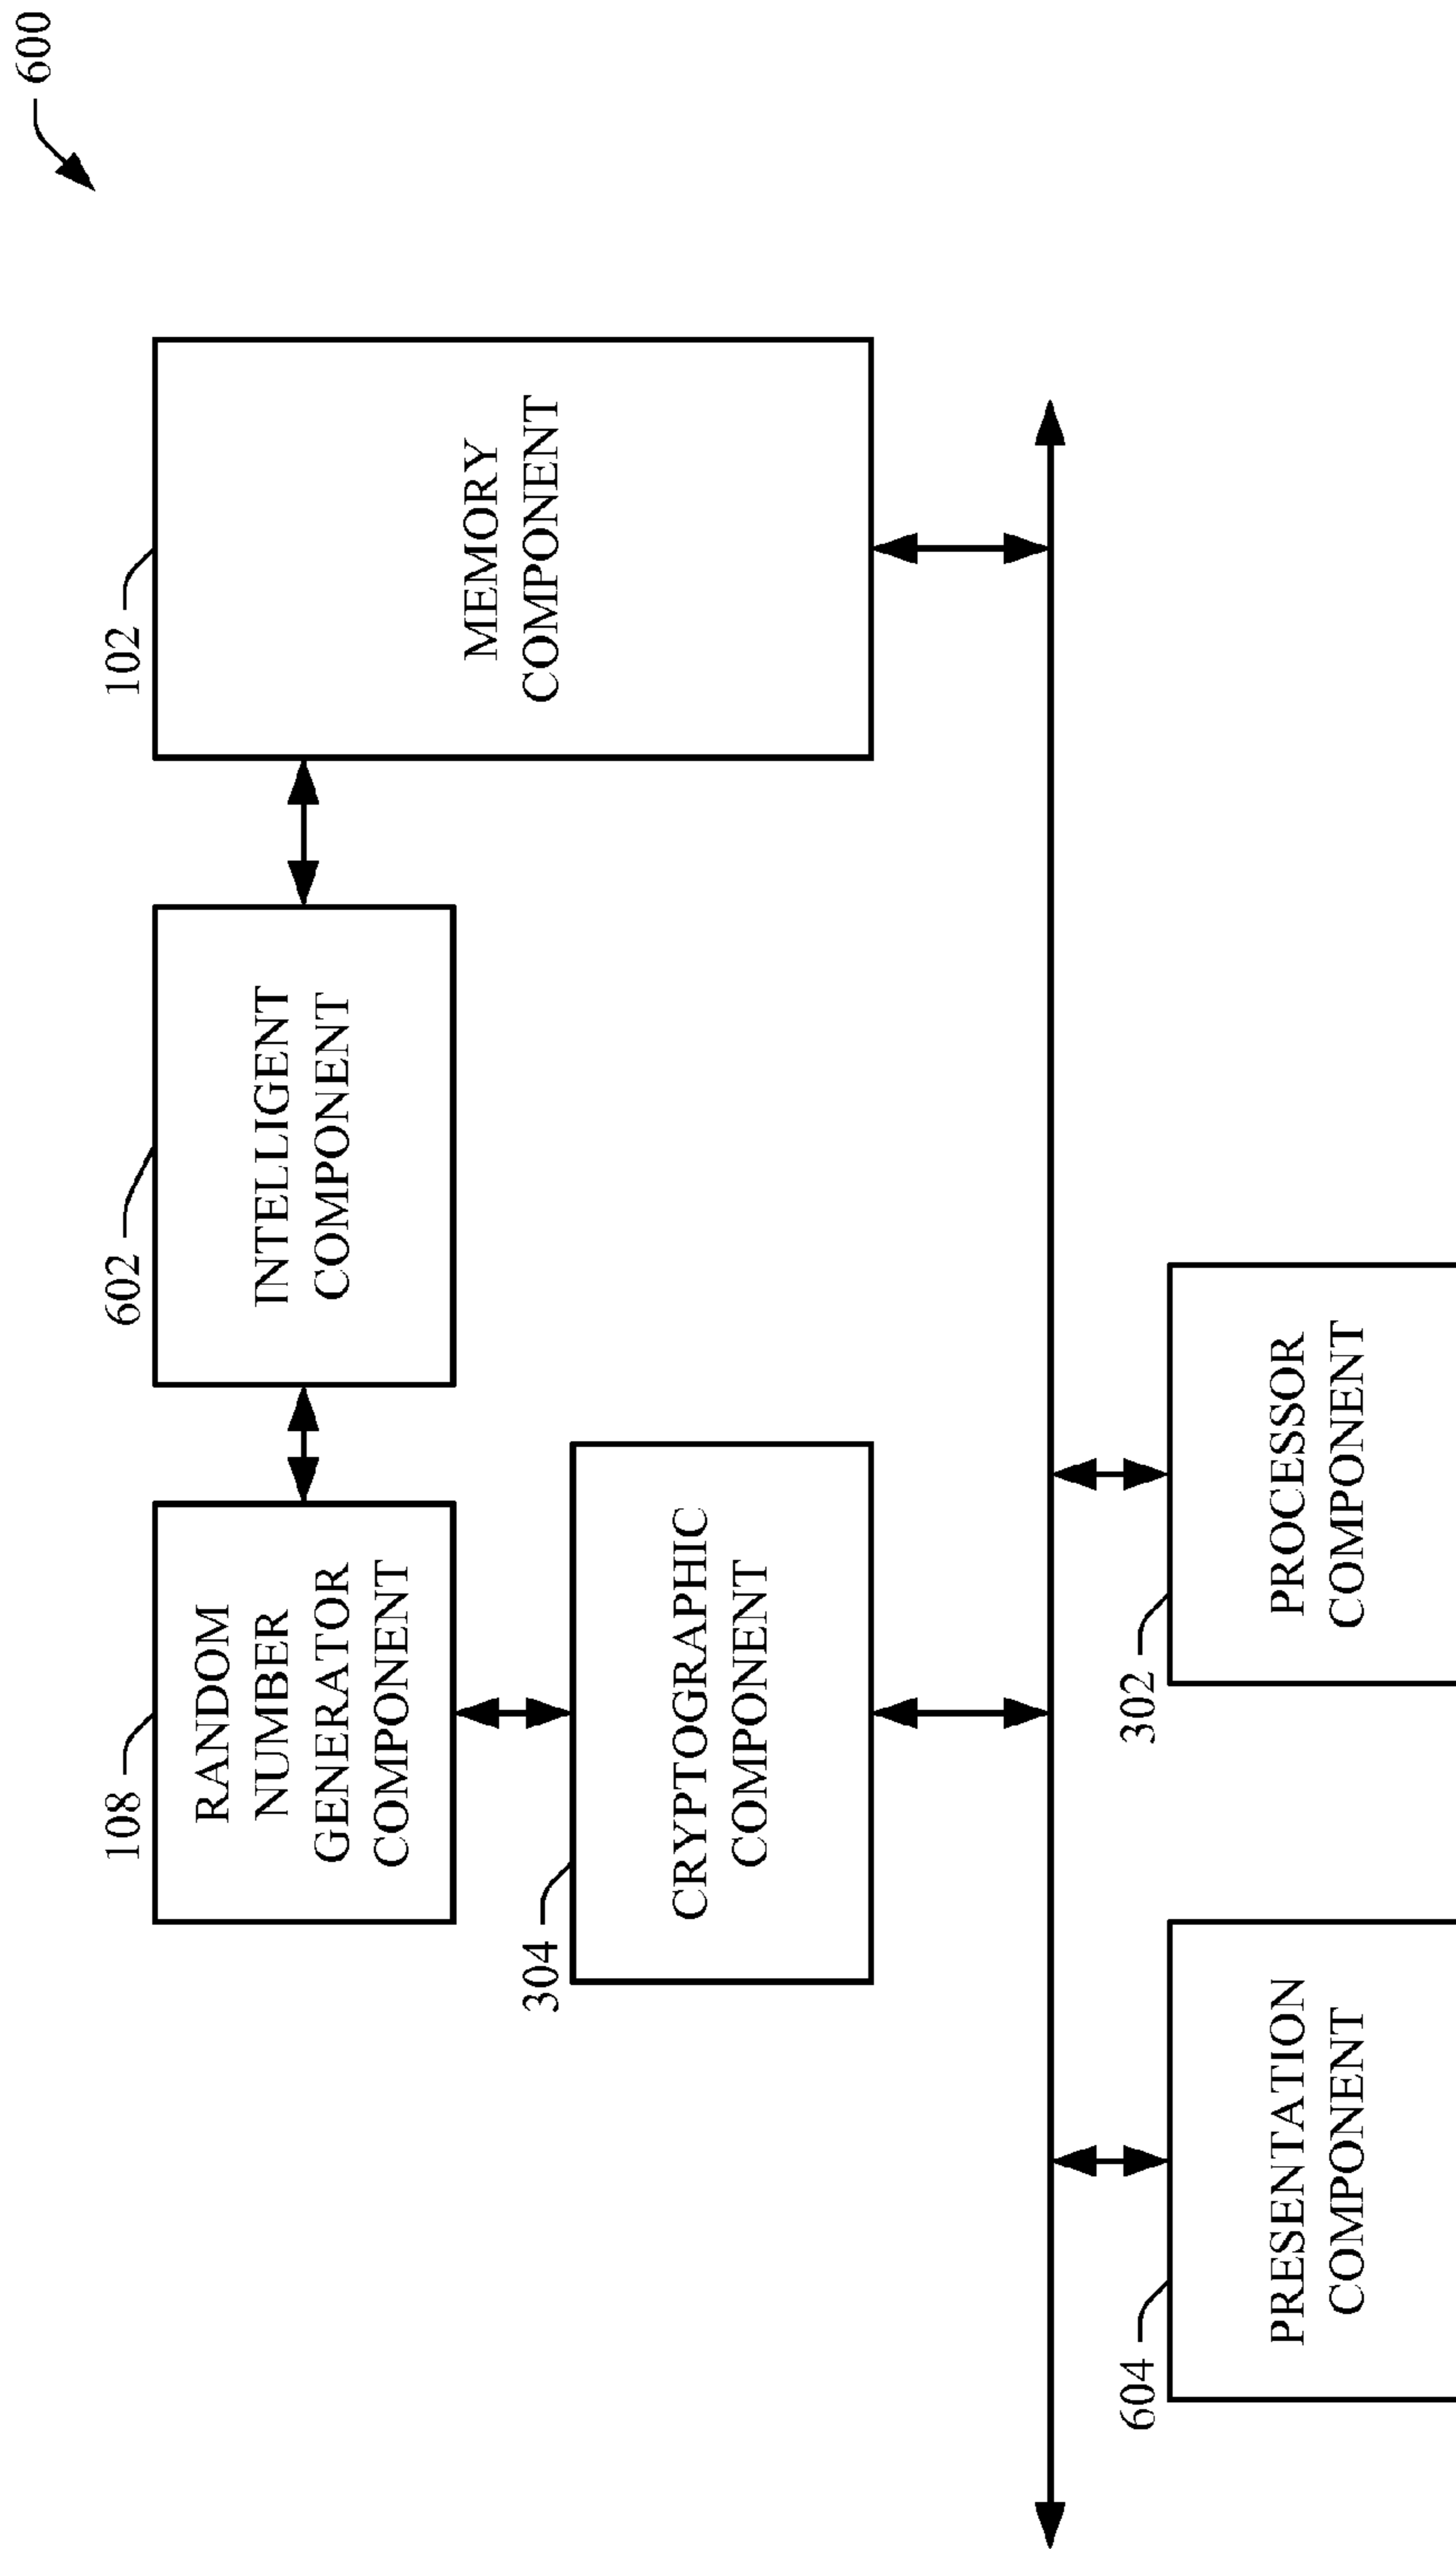 600
108
RANDOM
NUMBER
GENERATOR
COMPONENT
602
INTELLIGENT
COMPONENT
102
MEMORY
COMPONENT
304
CRYPTOGRAPHIC
COMPONENT
604
PRESENTATION
COMPONENT
302
PROCESSOR
COMPONENT